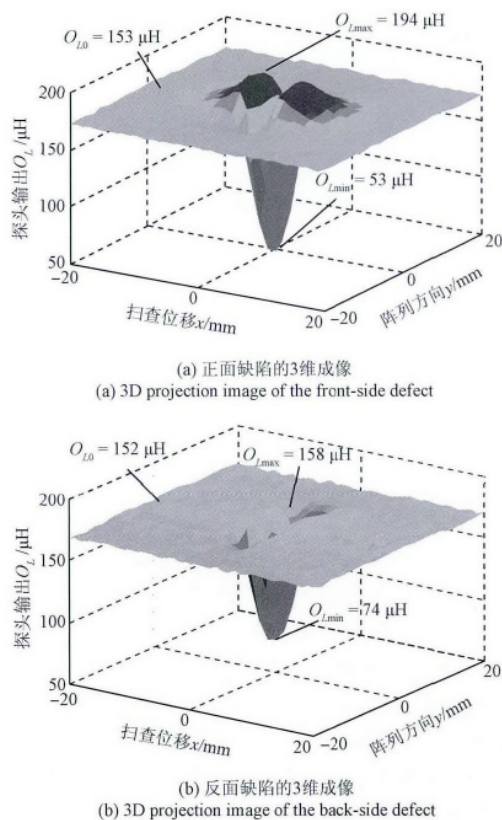 O_L0 = 153 μH
O_Lmax = 194 μH
200
150
100
50
探头输出O_L/μH
O_Lmin = 53 μH
-20
0
20
扫查位移x/mm
-20
0
20
阵列方向y/mm
(a) 正面缺陷的3维成像
(a) 3D projection image of the front-side defect
O_L0 = 152 μH
O_Lmax = 158 μH
200
150
100
50
探头输出O_L/μH
O_Lmin = 74 μH
-20
0
20
扫查位移x/mm
-20
0
20
阵列方向y/mm
(b) 反面缺陷的3维成像
(b) 3D projection image of the back-side defect